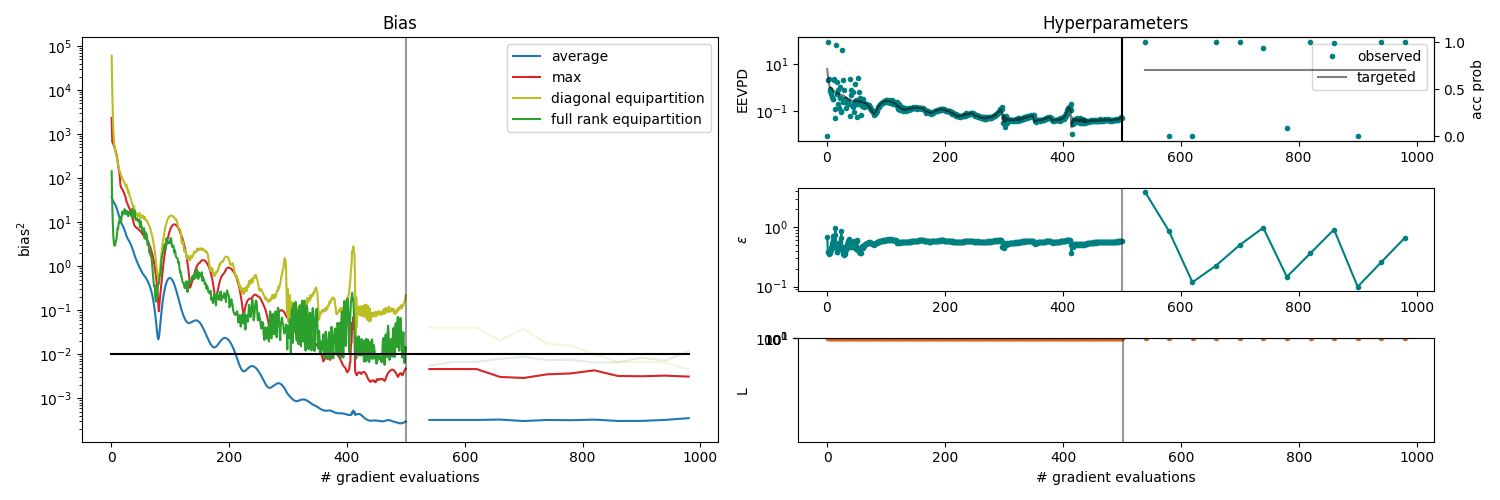 Bias
10⁵
10⁴
10³
10²
10¹
10⁰
10⁻¹
10⁻²
10⁻³
bias²
average
max
diagonal equipartition
full rank equipartition
0 200 400 600 800 1000
# gradient evaluations
Hyperparameters
10¹
10⁻¹
EEVPD
observed
targeted
1.0
0.5
0.0
acc prob
0 200 400 600 800 1000
10⁰
10⁻¹
ε
0 200 400 600 800 1000
L
0 200 400 600 800 1000
# gradient evaluations